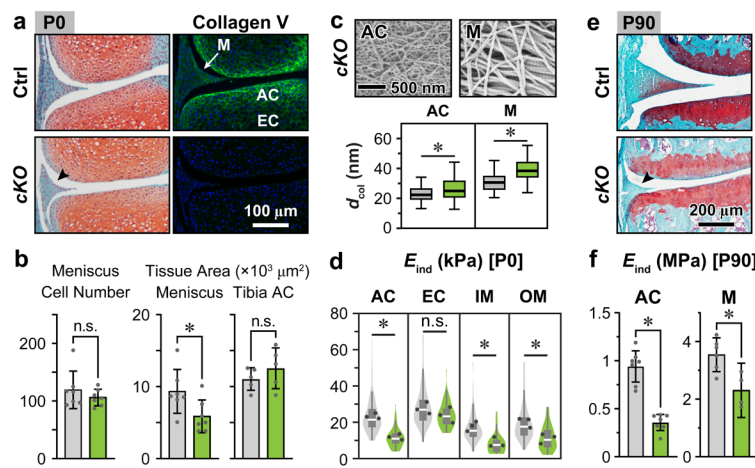 a
P0
Collagen V
Ctrl
cKO
M
AC
EC
100 μm
b
Meniscus
Cell Number
n.s.
200
100
0
Tissue Area (×10³ μm²)
Meniscus
Tibia AC
*
n.s.
20
10
0
c
cKO
AC
M
500 nm
AC
M
d_col (nm)
60
40
20
0
*
*
d
E_ind (kPa) [P0]
AC
EC
IM
OM
*
n.s.
*
*
80
60
40
20
0
e
P90
Ctrl
cKO
200 μm
f
E_ind (MPa) [P90]
AC
M
*
*
1.5
1
0.5
0
5
4
3
2
1
0